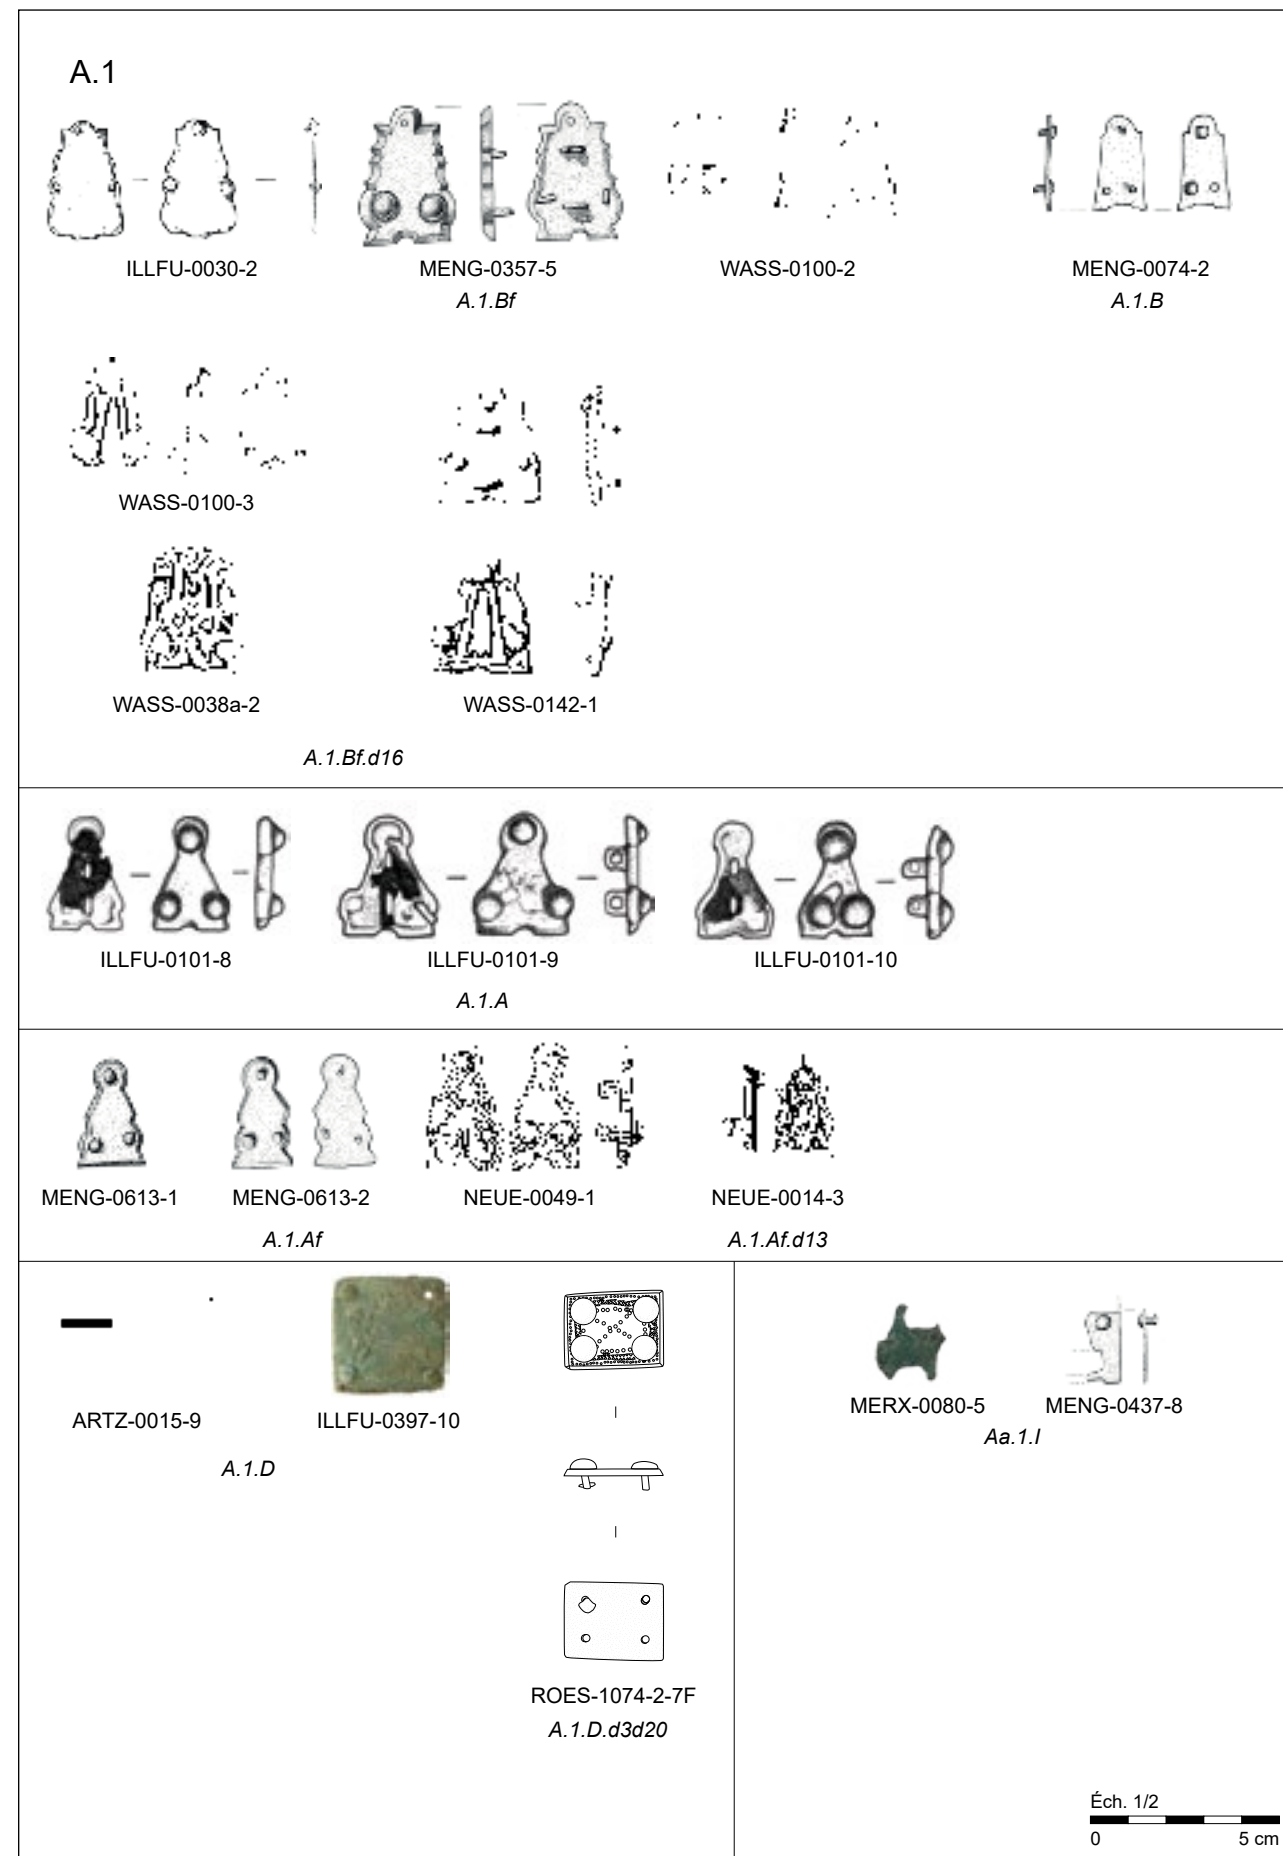 A.1
ILLFU-0030-2 MENG-0357-5 WASS-0100-2 MENG-0074-2
A.1.Bf A.1.B
WASS-0100-3
WASS-0038a-2 WASS-0142-1
A.1.Bf.d16
ILLFU-0101-8 ILLFU-0101-9 ILLFU-0101-10
A.1.A
MENG-0613-1 MENG-0613-2 NEUE-0049-1 NEUE-0014-3
A.1.Af A.1.Af.d13
ARTZ-0015-9 ILLFU-0397-10
A.1.D
ROES-1074-2-7F
A.1.D.d3d20
MERX-0080-5 MENG-0437-8
Aa.1.I
Éch. 1/2
0 5 cm